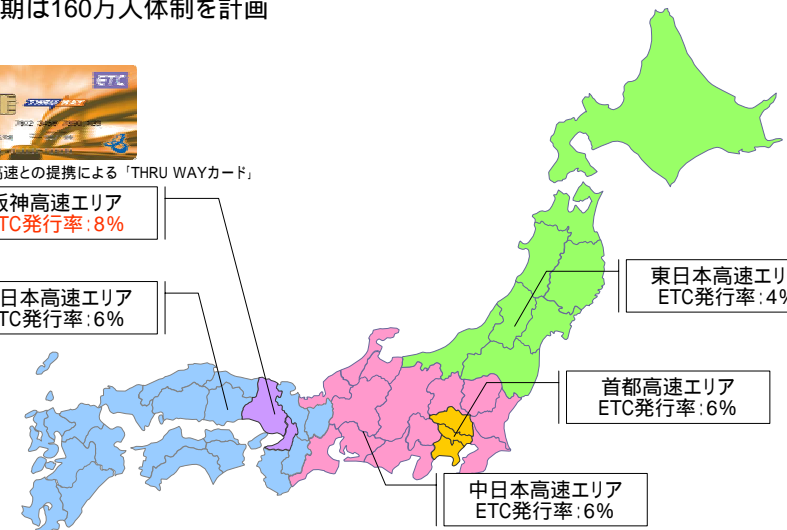 期は160万人体制を計画
ETC
高速との提携による「THRU WAYカード」
阪神高速エリア
ETC発行率:8%
日本高速エリア
TC発行率:6%
東日本高速エリ
ETC発行率:4%
首都高速エリア
ETC発行率:6%
中日本高速エリア
ETC発行率:6%